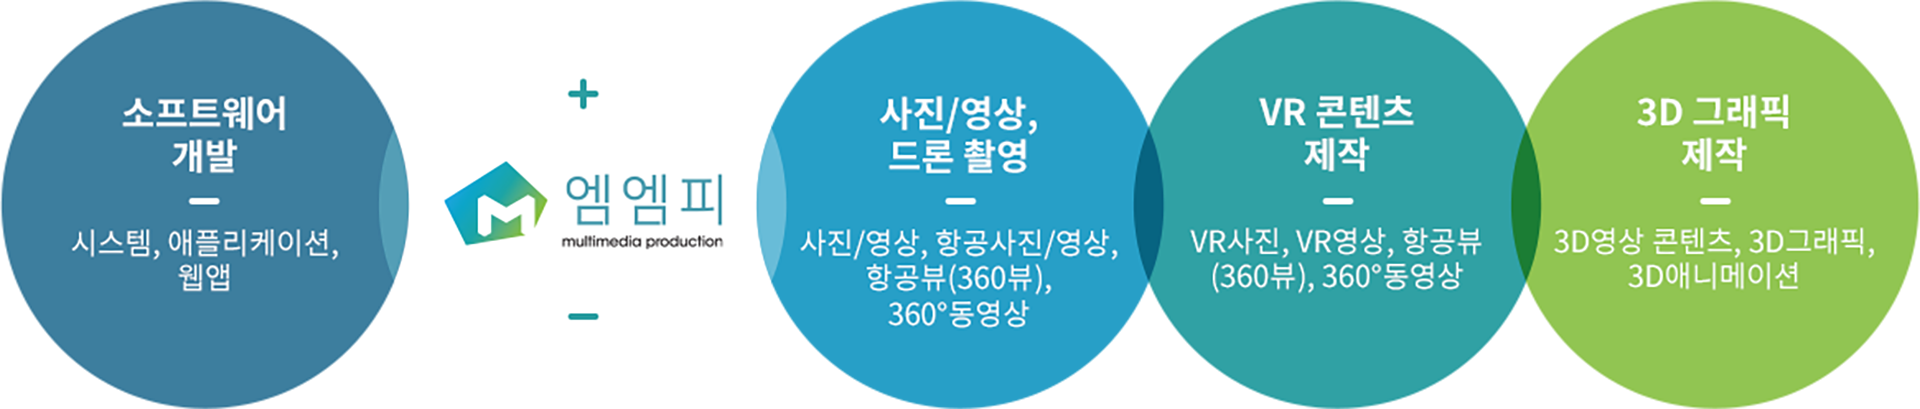 소프트웨어
개발
시스템, 애플리케이션,
웹앱
+
엠엠피
multimedia production
사진/영상,
드론 촬영
사진/영상, 항공사진/영상,
항공뷰(360뷰),
360°동영상
VR 콘텐츠
제작
VR사진, VR영상, 항공뷰
(360뷰), 360°동영상
3D 그래픽
제작
3D영상 콘텐츠, 3D그래픽,
3D애니메이션